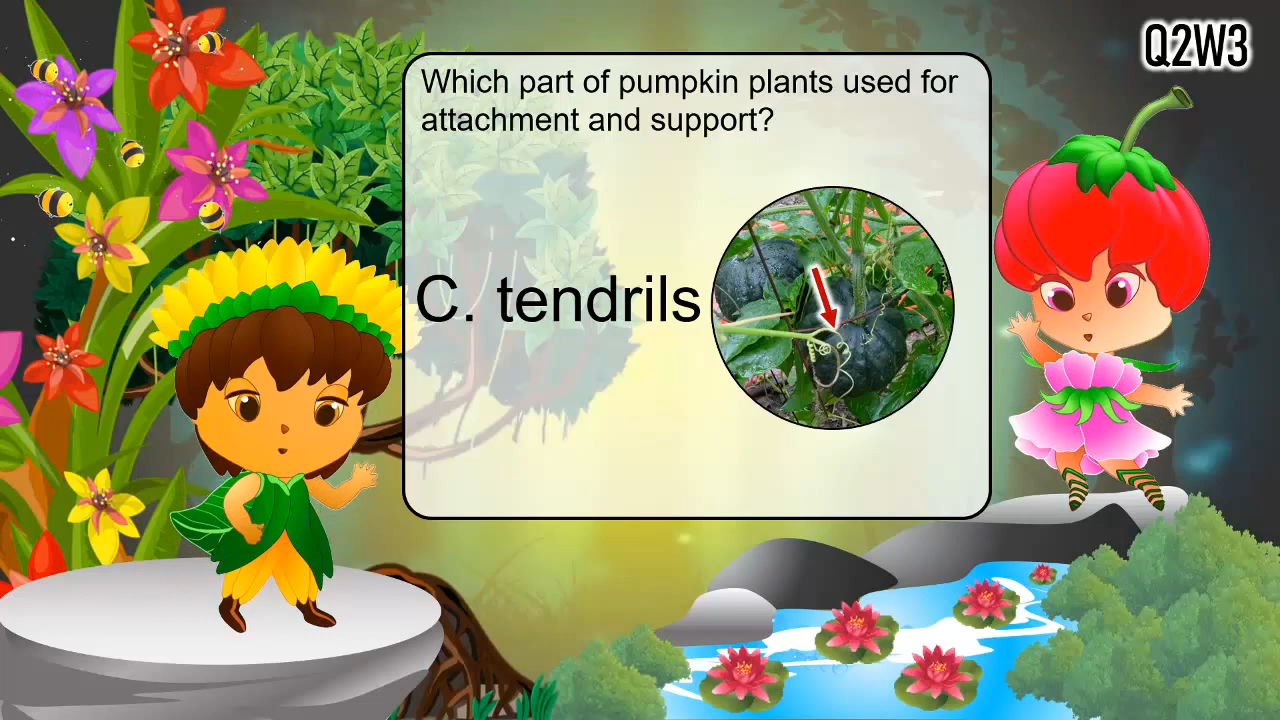 Q2W3
Which part of pumpkin plants used for
attachment and support?
C. tendrils